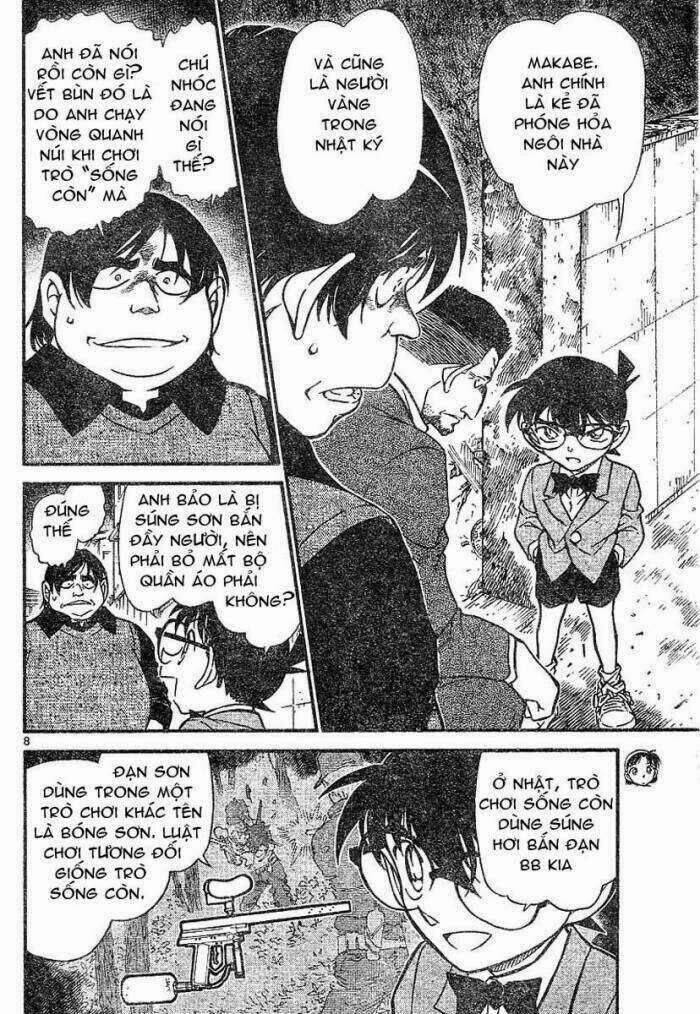 MAKABE.
ANH CHÍNH
LÀ KẺ ĐÃ
PHÓNG HỎA
NGÔI NHÀ
NÀY
VÀ CŨNG
LÀ NGƯỜI
VÀNG
TRONG
NHẬT KÝ
CHÚ
NHÓC
ĐANG
NÓI
GÌ
THẾ?
ANH ĐÃ NÓI
RỒI CÒN GÌ?
VẾT BÙN ĐÓ LÀ
DO ANH CHẠY
VÒNG QUANH
NÚI KHI CHƠI
TRÒ "SỐNG
CÒN" MÀ
ANH BẢO LÀ BỊ
SÚNG SƠN BẮN
ĐẦY NGƯỜI, NÊN
PHẢI BỎ MẤT BỘ
QUẦN ÁO PHẢI
KHÔNG?
ĐÚNG
THẾ
8
Ở NHẬT, TRÒ
CHƠI SỐNG CÒN
DÙNG SÚNG
HƠI BẮN ĐẠN
BB KIA
ĐẠN SƠN
DÙNG TRONG MỘT
TRÒ CHƠI KHÁC TÊN
LÀ BÓNG SƠN. LUẬT
CHƠI TƯƠNG ĐỐI
GIỐNG TRÒ
SỐNG CÒN.